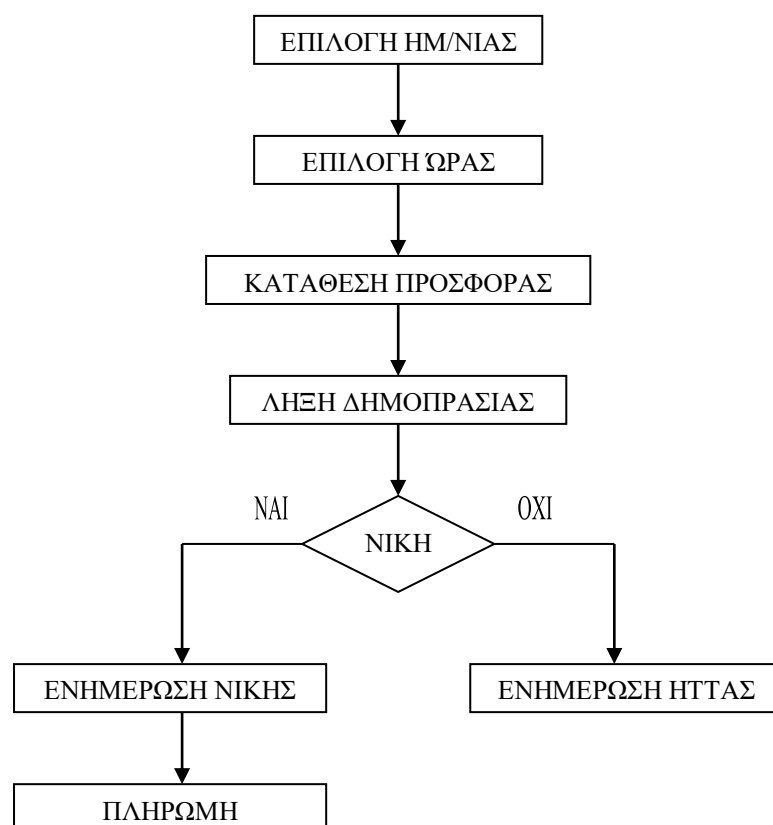 ΕΠΙΛΟΓΗ ΗΜ/ΝΙΑΣ
ΕΠΙΛΟΓΗ ΏΡΑΣ
ΚΑΤΑΘΕΣΗ ΠΡΟΣΦΟΡΑΣ
ΛΗΞΗ ΔΗΜΟΠΡΑΣΙΑΣ
ΝΑΙ
ΟΧΙ
ΝΙΚΗ
ΕΝΗΜΕΡΩΣΗ ΝΙΚΗΣ
ΕΝΗΜΕΡΩΣΗ ΗΤΤΑΣ
ΠΛΗΡΩΜΗ